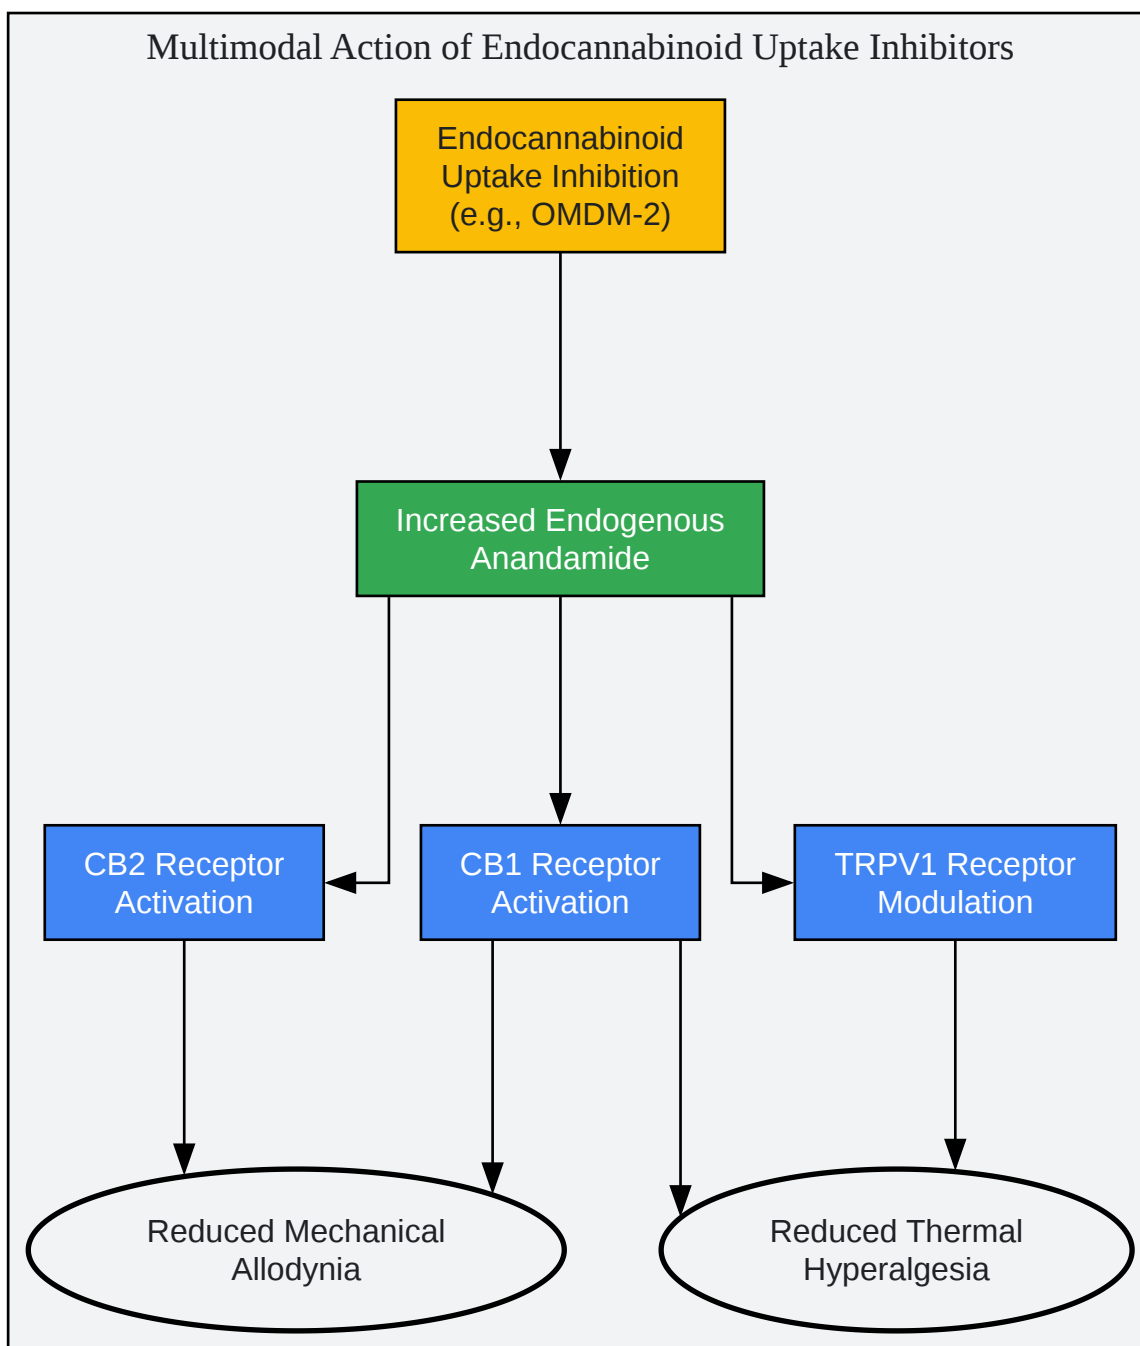 Multimodal Action of Endocannabinoid Uptake Inhibitors
Endocannabinoid
Uptake Inhibition
(e.g., OMDM-2)
Increased Endogenous
Anandamide
CB2 Receptor
Activation
CB1 Receptor
Activation
TRPV1 Receptor
Modulation
Reduced Mechanical
Allodynia
Reduced Thermal
Hyperalgesia